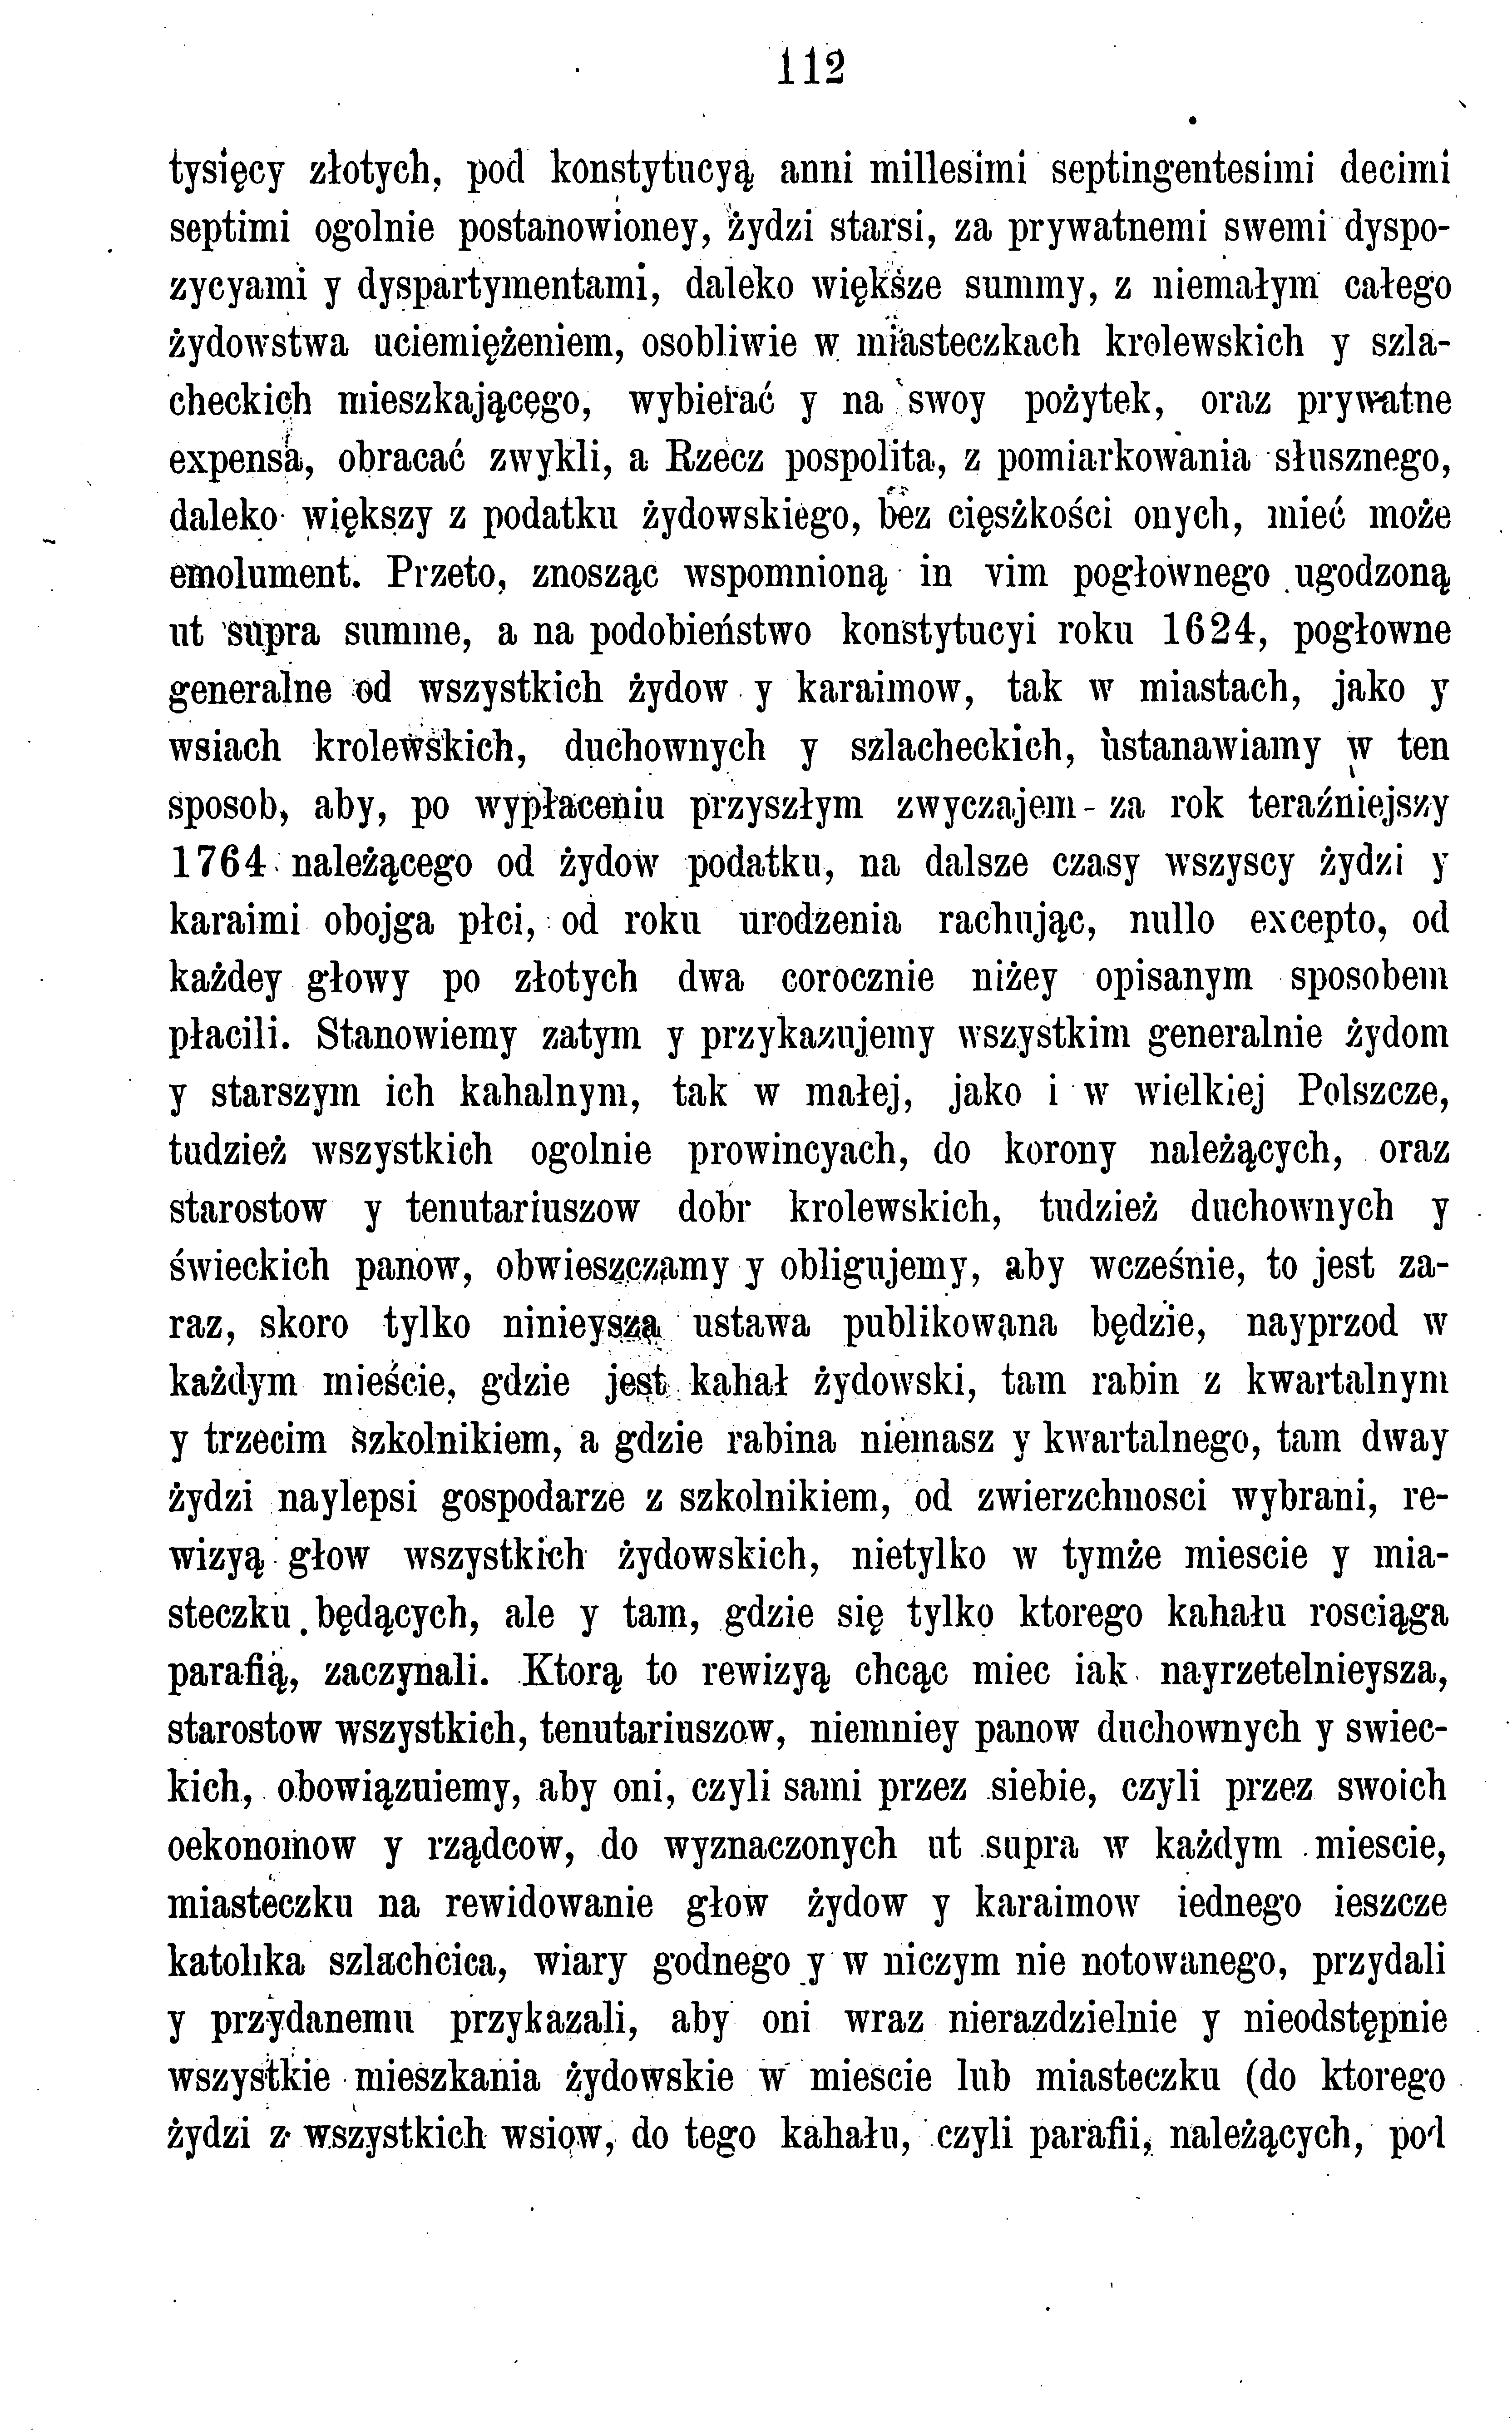 112
tysięcy złotych, pod konstytucyą anni millesimi septingentesimi decimi
septimi ogolnie postanowioney, żydzi starsi, za prywatnemi swemi dyspo-
zycyami y dyspartymentami, daleko większe summy, z niemałym całego
żydowstwa uciemiężeniem, osobliwie w miasteczkach krolewskich y szla-
checkich mieszkającęgo, wybierać y na swoy pożytek, oraz prywatne
expensa, obracać zwykli, a Rzecz pospolita, z pomiarkowania słusznego,
daleko większy z podatku żydowskiego, bez cięsżkości onych, mieć może
emolument. Przeto, znosząc wspomnioną in vim pogłownego ugodzoną
ut supra summe, a na podobieństwo konstytucyi roku 1624, pogłowne
generalne od wszystkich żydow y karaimow, tak w miastach, jako y
wsiach krolewskich, duchownych y szlacheckich, ustanawiamy w ten
sposob, aby, po wypłaceniu przyszłym zwyczajem za rok teraźniejszy
1764 należącego od żydow podatku, na dalsze czasy wszyscy żydzi y
karaimi obojga płci, od roku urodzenia rachując, nullo excepto, od
każdey głowy po złotych dwa corocznie niżey opisanym sposobem
płacili. Stanowiemy zatym y przykazujemy wszystkim generalnie żydom
y starszym ich kahalnym, tak w małej, jako i w wielkiej Polszcze,
tudzież wszystkich ogolnie prowincyach, do korony należących, oraz
starostow y tenutariuszow dobr krolewskich, tudzież duchownych y
świeckich panow, obwieszczamy y obligujemy, aby wcześnie, to jest za-
raz, skoro tylko ninieysza ustawa publikowana będzie, nayprzod w
każdym mieście, gdzie jest kahał żydowski, tam rabin z kwartalnym
y trzecim szkolnikiem, a gdzie rabina niemasz y kwartalnego, tam dway
żydzi naylepsi gospodarze z szkolnikiem, od zwierzchnosci wybrani, re-
wizyą głow wszystkich żydowskich, nietylko w tymże miescie y mia-
steczku będących, ale y tam, gdzie się tylko ktorego kahału rosciąga
parafią, zaczynali. Ktorą to rewizyą chcąc miec iak nayrzetelnieysza,
starostow wszystkich, tenutariuszow, niemniey panow duchownych y swiec-
kich, obowiązuiemy, aby oni, czyli sami przez siebie, czyli przez swoich
oekonomow y rządcow, do wyznaczonych ut supra w każdym miescie,
miasteczku na rewidowanie głow żydow y karaimow iednego ieszcze
katolika szlachcica, wiary godnego y w niczym nie notowanego, przydali
y przydanemu przykazali, aby oni wraz nierazdzielnie y nieodstępnie
wszystkie mieszkania żydowskie w miescie lub miasteczku (do ktorego
żydzi z wszystkich wsiow, do tego kahału, czyli parafii, należących, pod